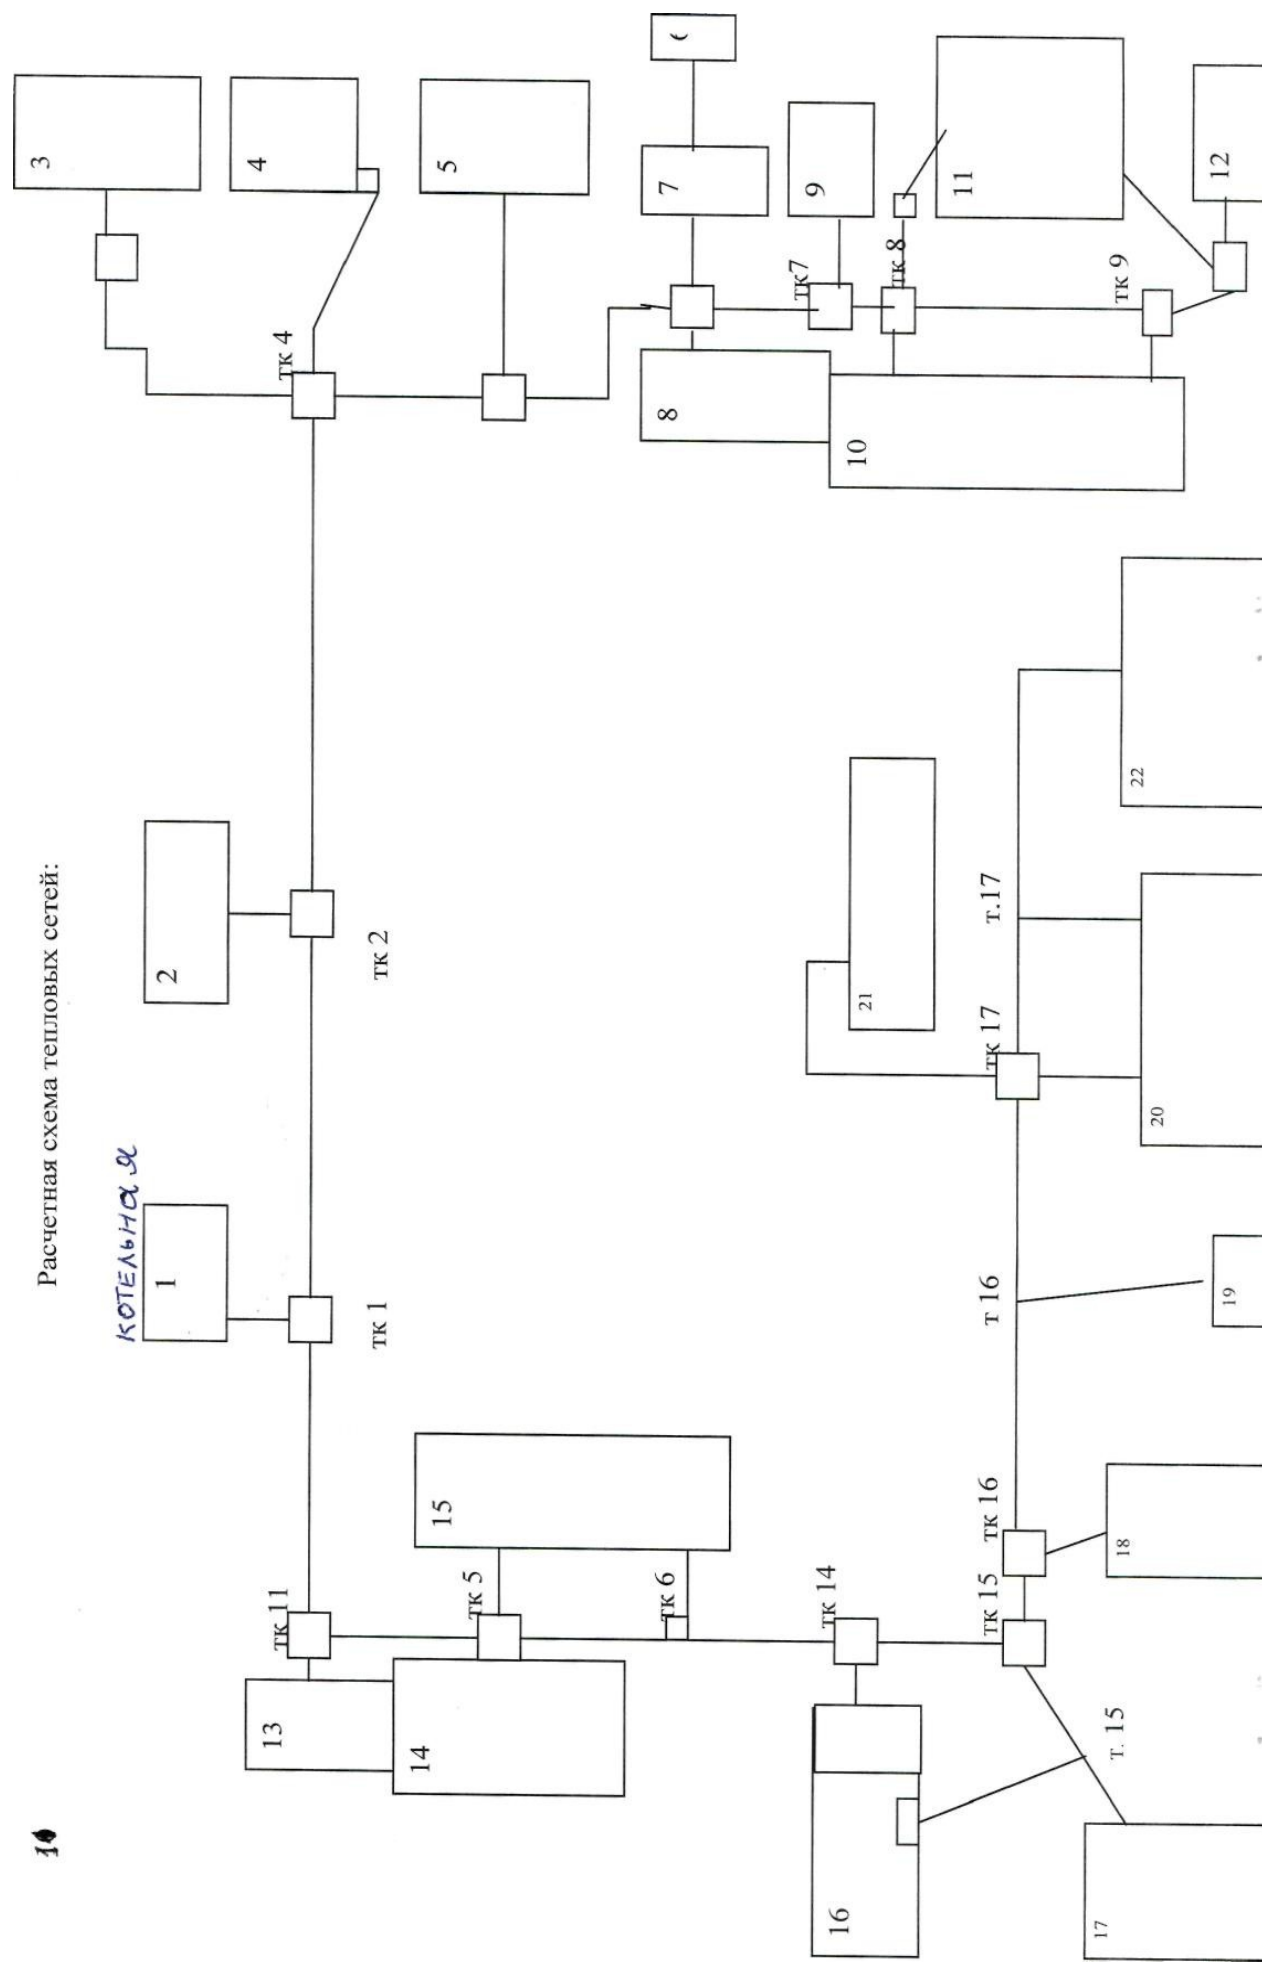 Расчетная схема тепловых сетей:
КОТЕЛЬНАЯ
1
2
3
4
5
7
8
9
10
11
12
13
14
15
16
17
18
19
20
21
22
тк 1
тк 2
тк 4
тк7
тк 8
тк 9
тк 11
тк 5
тк 6
тк 14
тк 15
т. 15
тк 16
т 16
тк 17
т.17